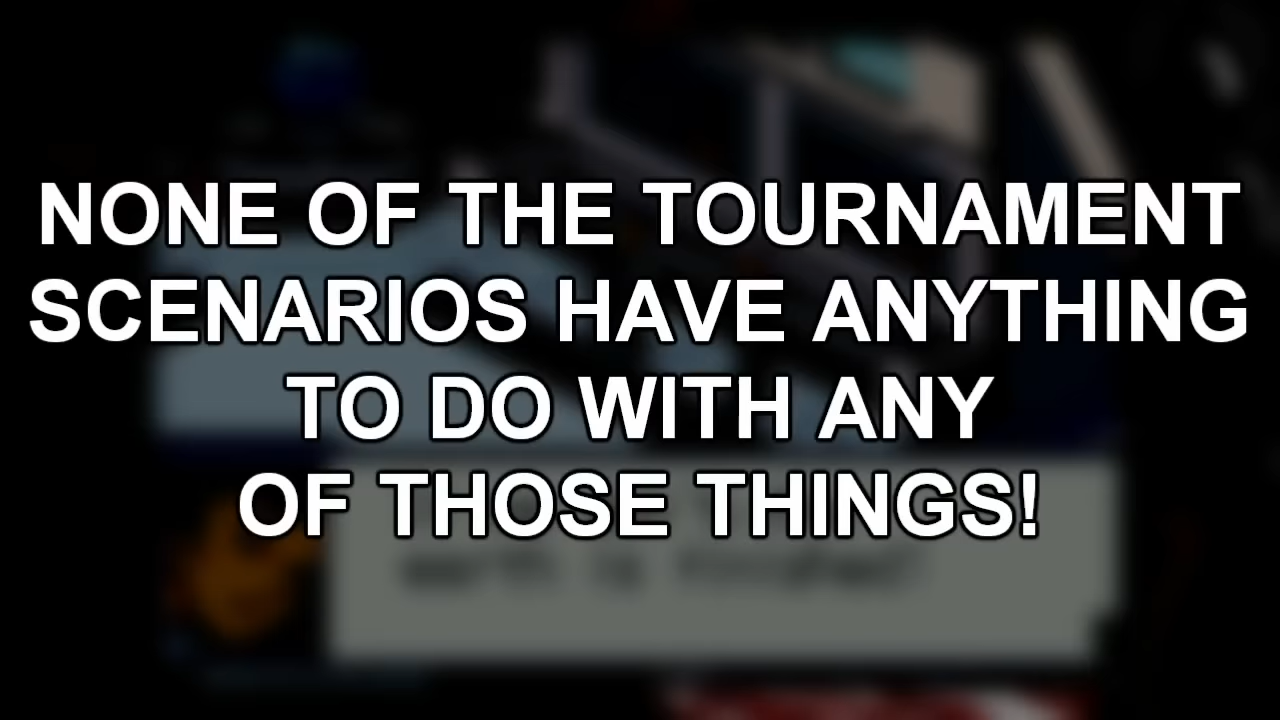 NONE OF THE TOURNAMENT
SCENARIOS HAVE ANYTHING
TO DO WITH ANY
OF THOSE THINGS!